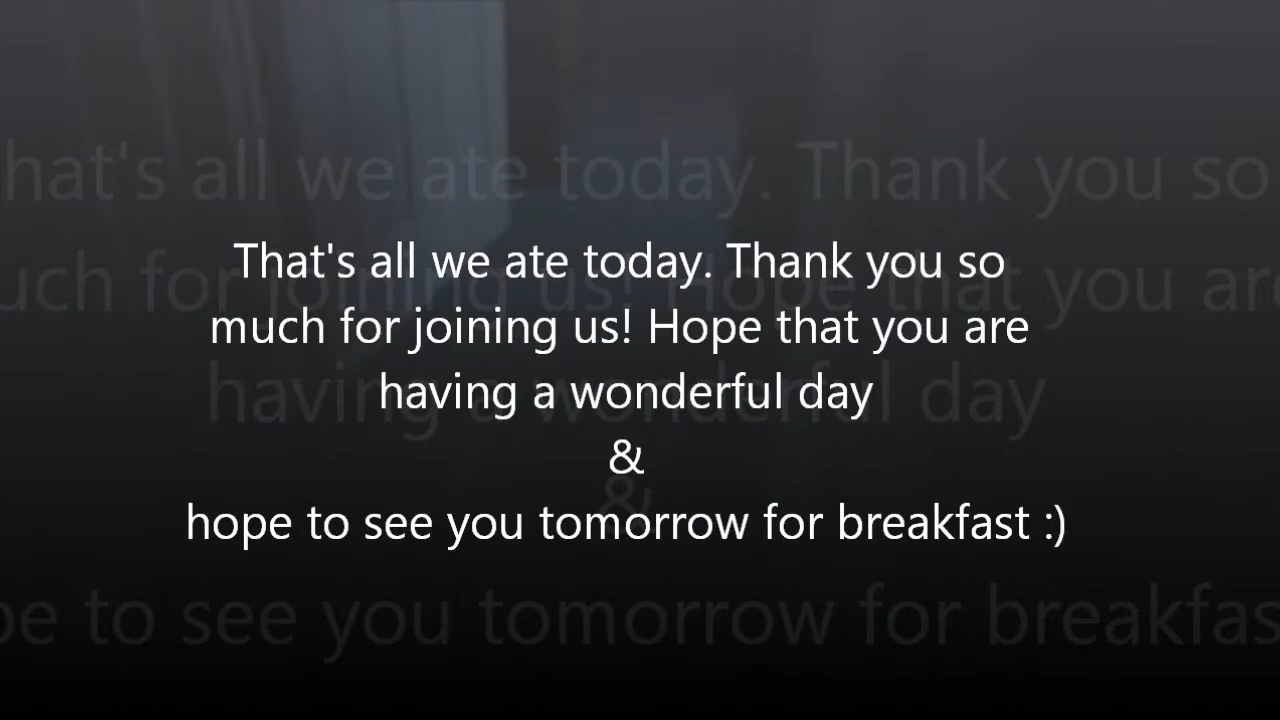 That's all we ate today. Thank you so
much for joining us! Hope that you are
having a wonderful day
&
hope to see you tomorrow for breakfast :)